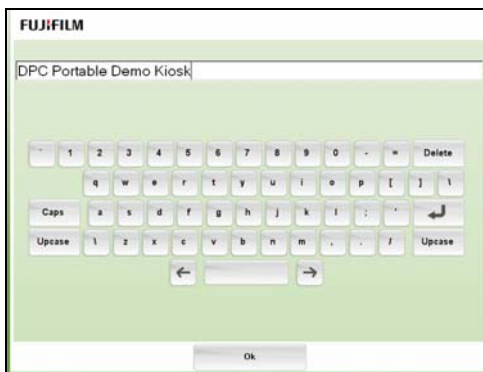 FUJIFILM
DPC Portable Demo Kiosk
` 1 2 3 4 5 6 7 8 9 0 - = Delete
q w e r t y u i o p [ ] \
Caps a s d f g h j k l ; '
Upcase \ z x c v b n m , . / Upcase
Ok